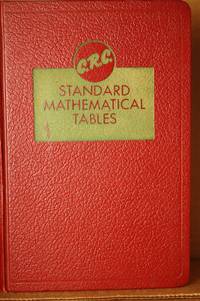 C.R.C.
STANDARD
MATHEMATICAL
TABLES